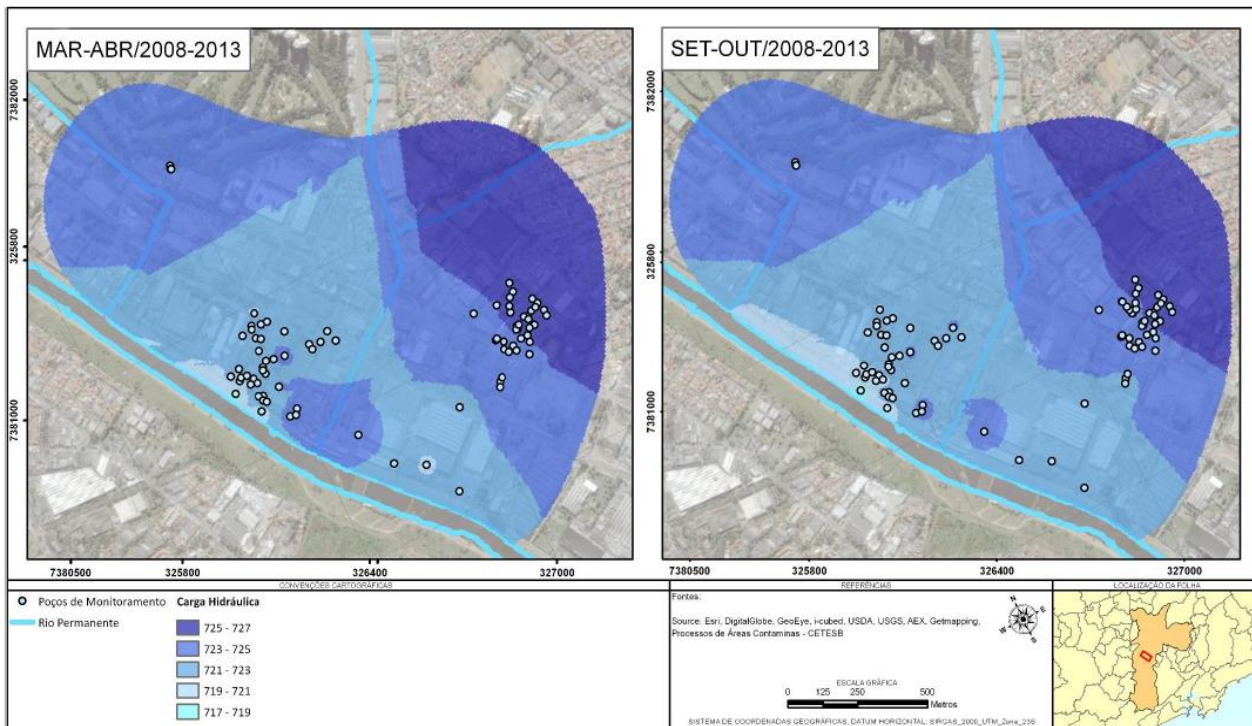 MAR-ABR/2008-2013
SET-OUT/2008-2013
7382000
325800
7381000
7380500
325800
326400
327000
7382000
325800
7381000
7380500
325800
326400
327000
CONVENÇÕES CARTOGRÁFICAS
REFERÊNCIAS
LOCALIZAÇÃO DA FOLHA
Poços de Monitoramento
Rio Permanente
Carga Hidráulica
725 - 727
723 - 725
721 - 723
719 - 721
717 - 719
Fontes:
Source: Esri, DigitalGlobe, GeoEye, i-cubed, USDA, USGS, AEX, Getmapping,
Processos de Áreas Contaminas - CETESB
N
E
S
W
ESCALA GRÁFICA
0 125 250 500
Metros
SISTEMA DE COORDENADAS GEOGRÁFICAS, DATUM HORIZONTAL: SIRGAS_2000_UTM_Zone_23S